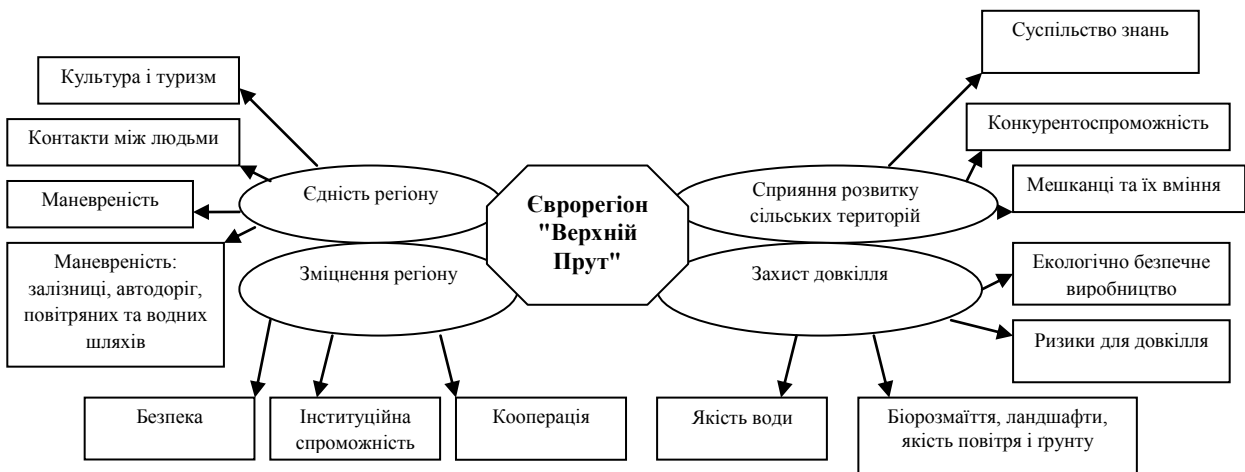 Суспільство знань
Культура і туризм
Контакти між людьми
Конкурентоспроможність
Маневреність
Єдність регіону
Єврорегіон
"Верхній
Прут"
Сприяння розвитку
сільських територій
Мешканці та їх вміння
Маневреність:
залізниці, автодоріг,
повітряних та водних
шляхів
Зміцнення регіону
Захист довкілля
Екологічно безпечне
виробництво
Ризики для довкілля
Безпека
Інституційна
спроможність
Кооперація
Якість води
Біорозмаїття, ландшафти,
якість повітря і ґрунту